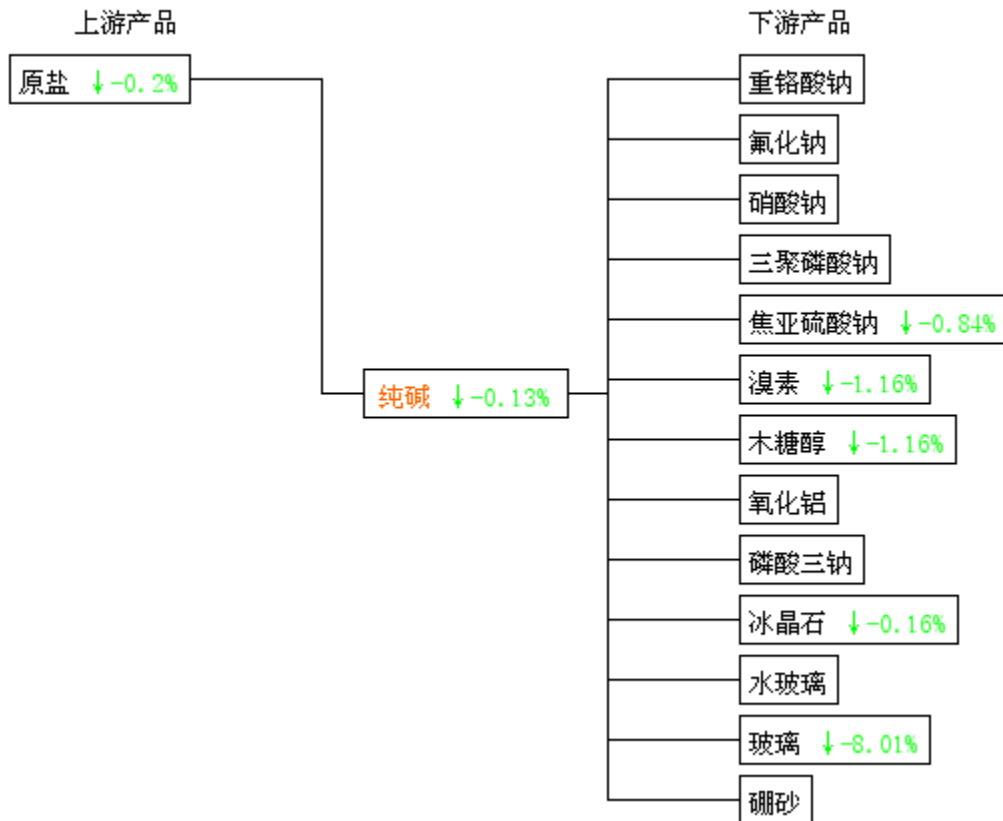 上游产品
下游产品
原盐 ↓-0.2%
纯碱 ↓-0.13%
重铬酸钠
氟化钠
硝酸钠
三聚磷酸钠
焦亚硫酸钠 ↓-0.84%
溴素 ↓-1.16%
木糖醇 ↓-1.16%
氧化铝
磷酸三钠
冰晶石 ↓-0.16%
水玻璃
玻璃 ↓-8.01%
硼砂